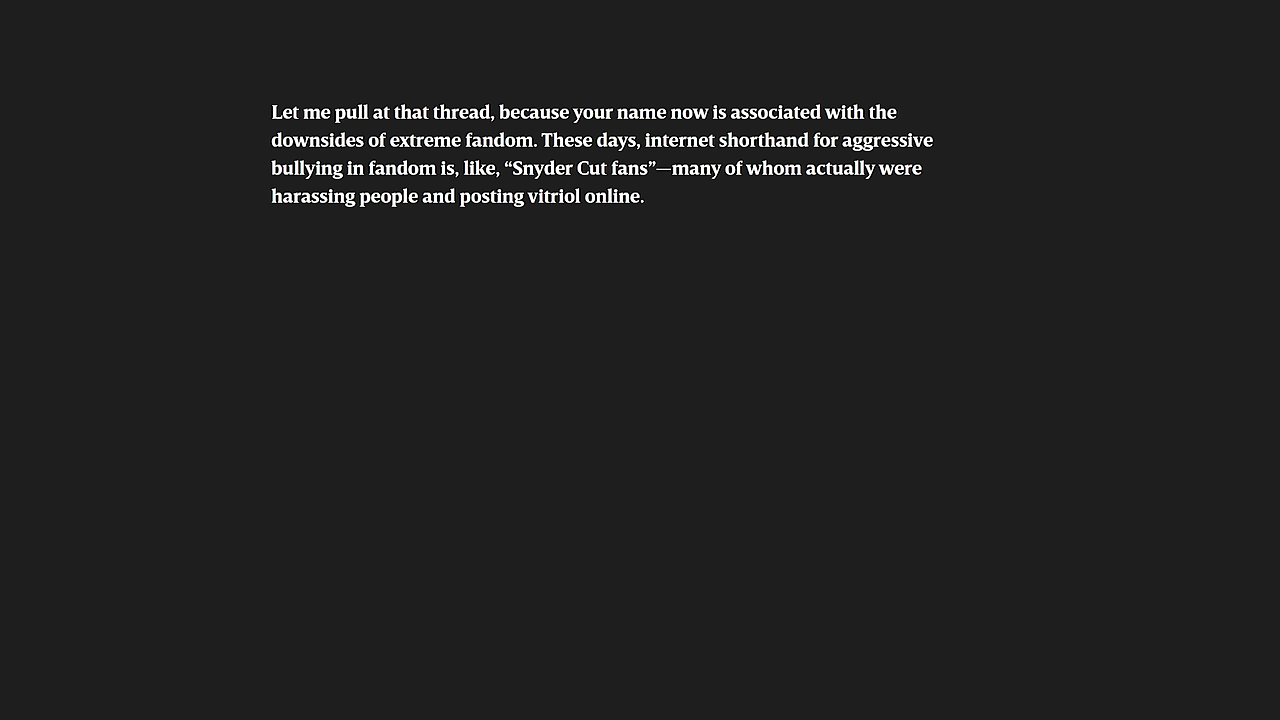 Let me pull at that thread, because your name now is associated with the
downsides of extreme fandom. These days, internet shorthand for aggressive
bullying in fandom is, like, “Snyder Cut fans”—many of whom actually were
harassing people and posting vitriol online.